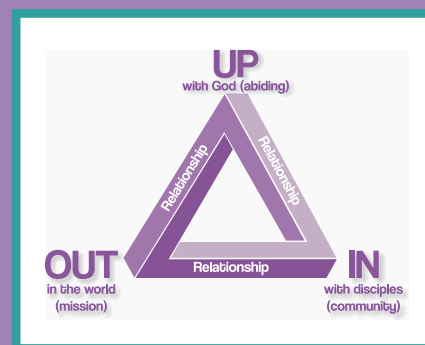 UP
with God (abiding)
Relationship
Relationship
Relationship
OUT
in the world
(mission)
IN
with disciples
(community)